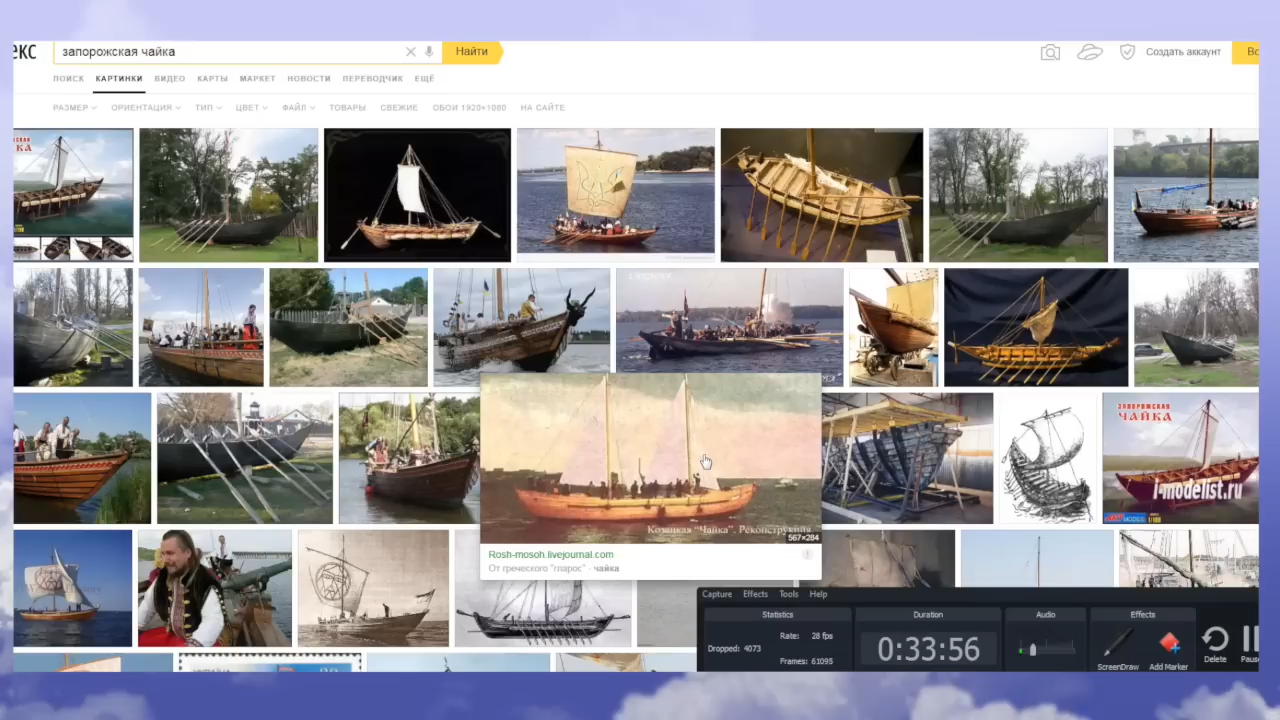 екс
запорожская чайка
Найти
Создать аккаунт
ПОИСК КАРТИНКИ ВИДЕО КАРТЫ МАРКЕТ НОВОСТИ ПЕРЕВОДЧИК ЕЩЁ
РАЗМЕР ОРИЕНТАЦИЯ ТИП ЦВЕТ ФАЙЛ ТОВАРЫ СВЕЖИЕ ОБОИ 1920×1080 НА САЙТЕ
ЗАПОРОЖСКАЯ
ЧАЙКА
i-modelist.ru
Козацкая "Чайка". Реконструкция
567×284
Rosh-mosoh.livejournal.com
От греческого "гларос" - чайка
Capture Effects Tools Help
Statistics Duration Audio Effects
Rate: 28 fps
Dropped: 4073
Frames: 61095
0:33:56
ScreenDraw Add Marker Delete